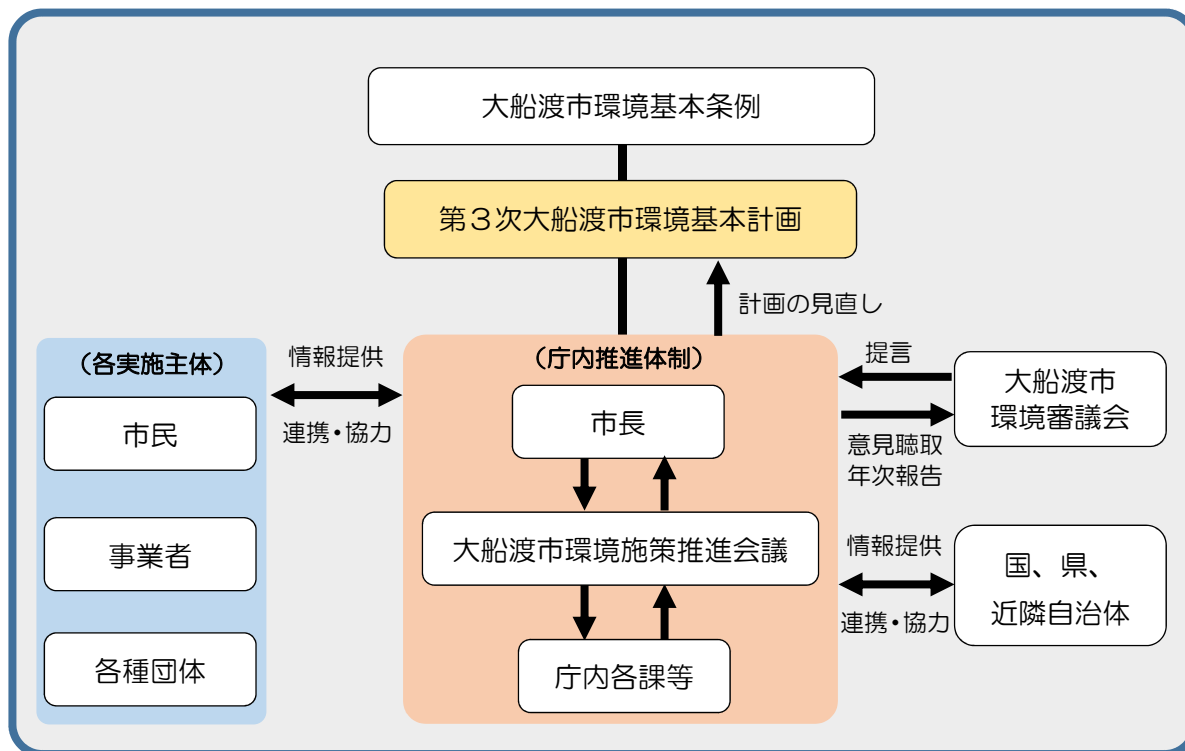 大船渡市環境基本条例
第３次大船渡市環境基本計画
計画の見直し
（各実施主体）
市民
事業者
各種団体
情報提供
連携・協力
（庁内推進体制）
市長
大船渡市環境施策推進会議
庁内各課等
提言
意見聴取
年次報告
大船渡市
環境審議会
情報提供
連携・協力
国、県、
近隣自治体